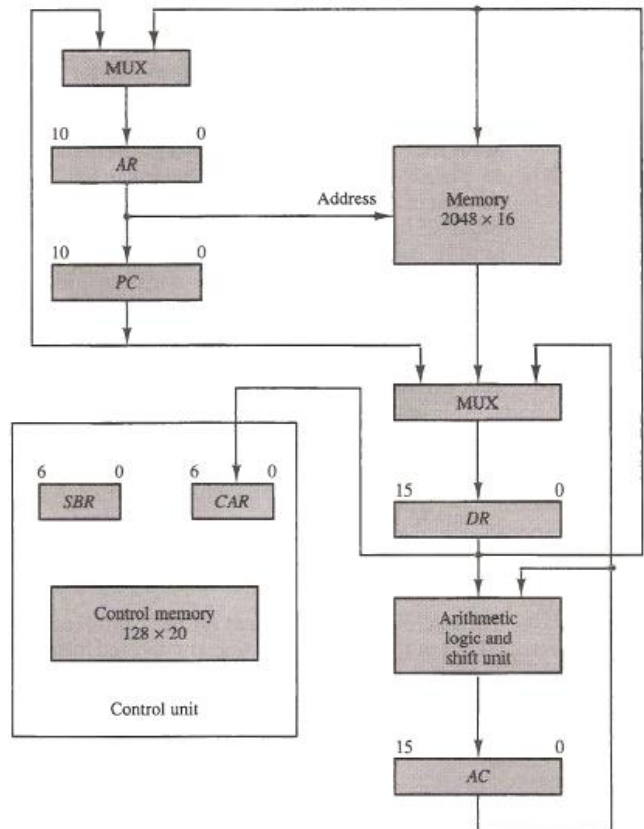 MUX
10 0
AR
Address
Memory
2048 × 16
10 0
PC
MUX
6 0
SBR
6 0
CAR
15 0
DR
Control memory
128 × 20
Arithmetic
logic and
shift unit
Control unit
15 0
AC